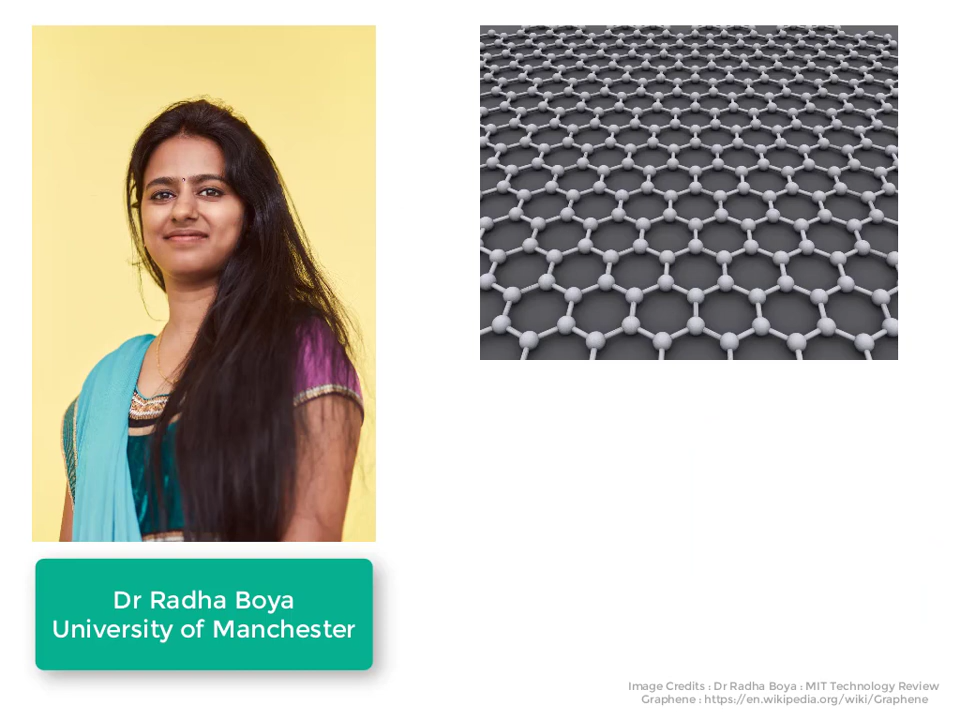 Dr Radha Boya
University of Manchester
Image Credits : Dr Radha Boya : MIT Technology Review
Graphene : https://en.wikipedia.org/wiki/Graphene